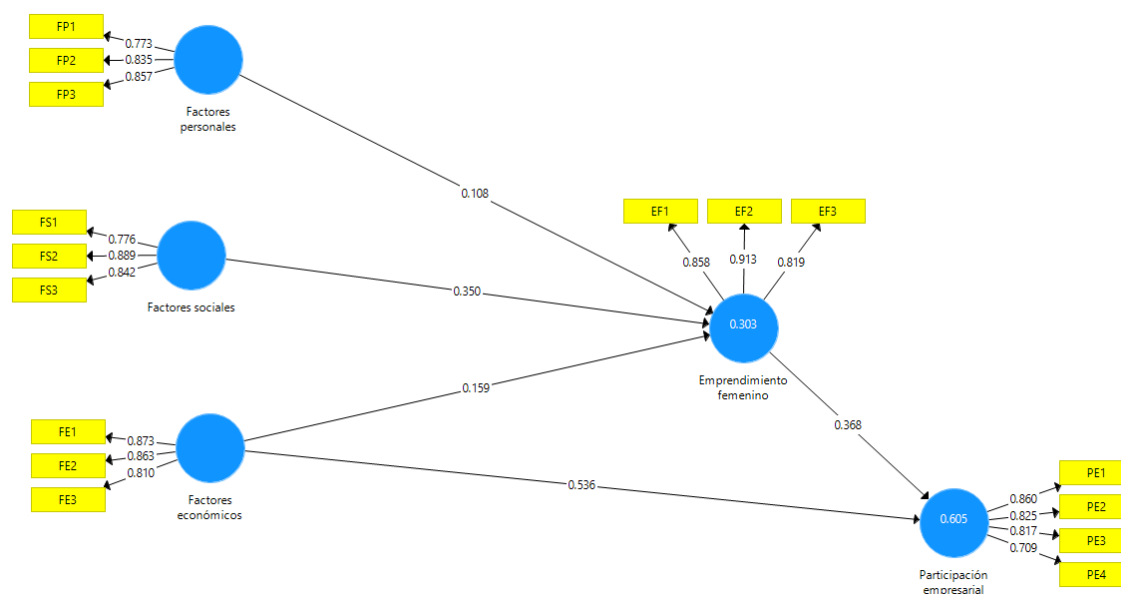 FP1
0.773
FP2
0.835
0.857
FP3
Factores
personales
0.108
FS1
0.776
FS2
0.889
0.842
FS3
Factores sociales
0.350
EF1
EF2
EF3
0.858
0.913
0.819
0.303
Emprendimiento
femenino
0.159
0.368
FE1
0.873
FE2
0.863
0.810
FE3
Factores
económicos
0.536
PE1
0.860
PE2
0.825
0.817
PE3
0.709
PE4
0.605
Participación
empresarial